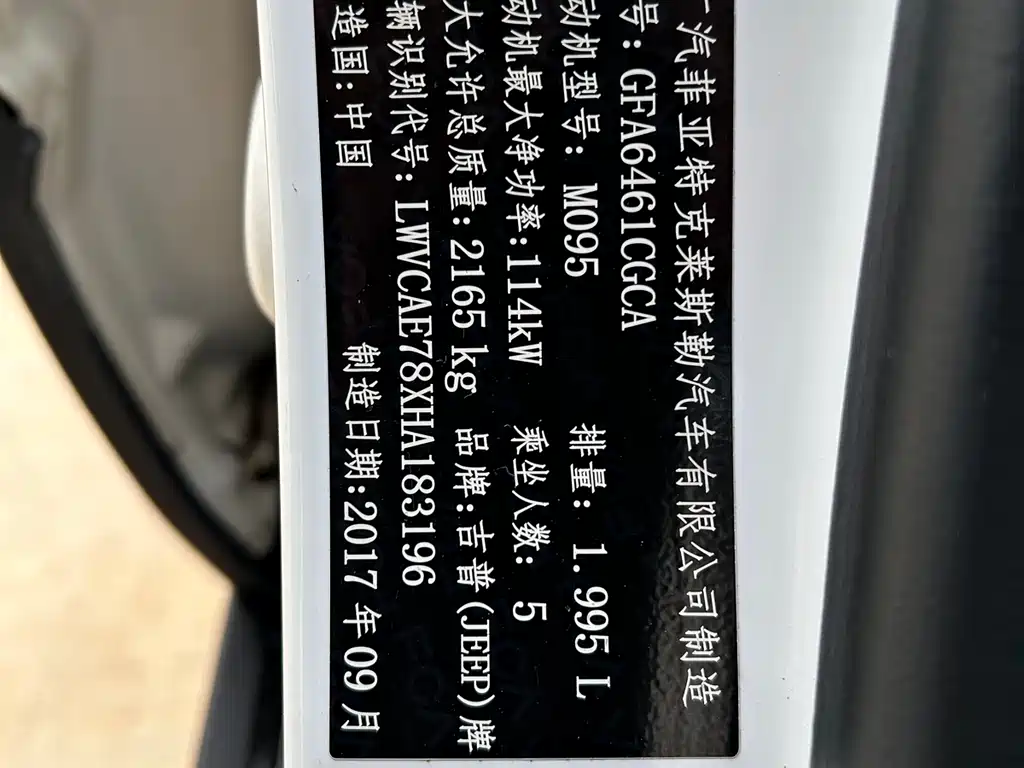 汽菲亚特克莱斯勒汽车有限公司制造
号: GFA6461CGCA
动机型号: M095 排量: 1.995 L
动机最大净功率:114kW 乘坐人数: 5
大允许总质量:2165 kg 品牌:吉普(JEEP)牌
辆识别代号: LWVCAE78XHA183196
造国:中国 制造日期:2017 年 09 月